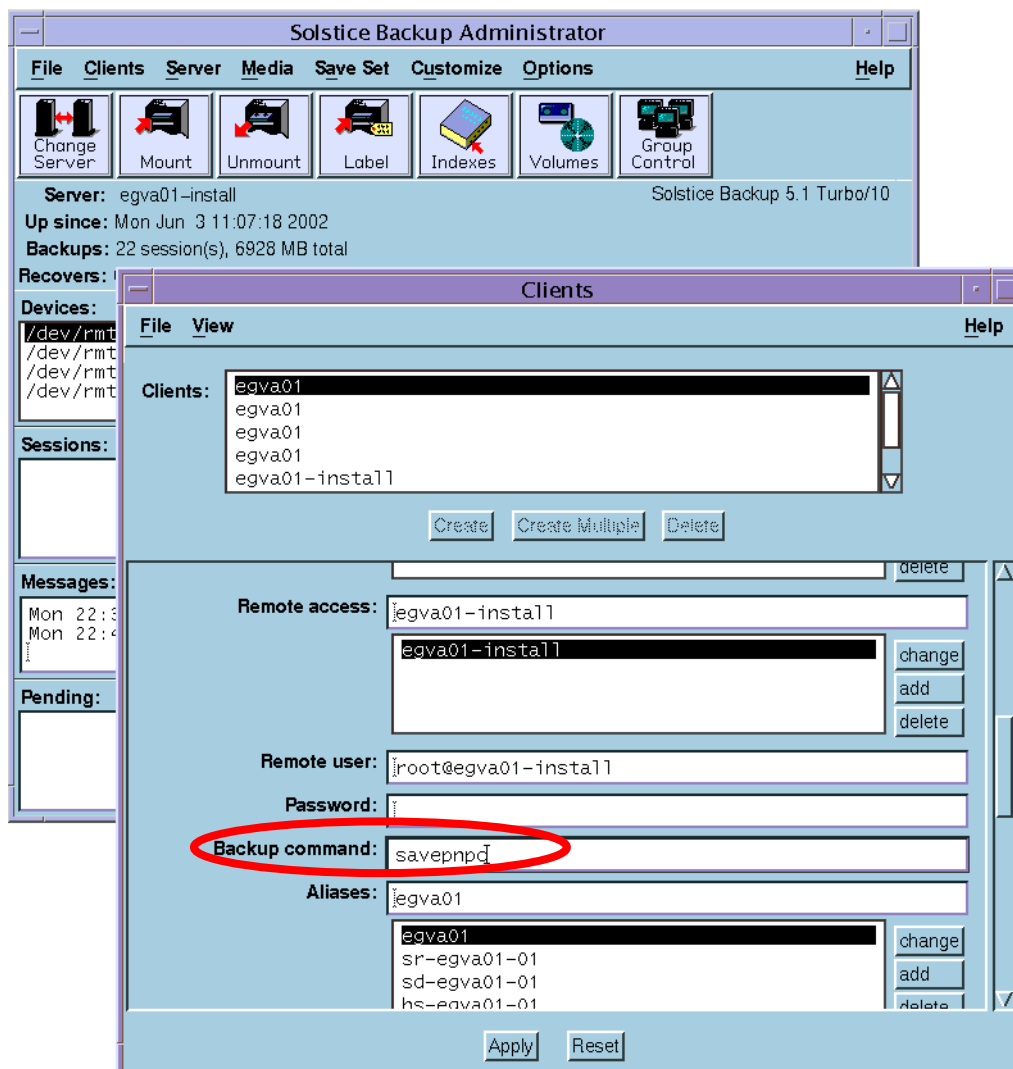 Solstice Backup Administrator
File Clients Server Media Save Set Customize Options Help
Change Server
Mount
Unmount
Label
Indexes
Volumes
Group Control
Server: egva01-install
Solstice Backup 5.1 Turbo/10
Up since: Mon Jun 3 11:07:18 2002
Backups: 22 session(s), 6928 MB total
Recovers:
Devices:
/dev/rmt
/dev/rmt
/dev/rmt
/dev/rmt
Sessions:
Messages:
Mon 22:3
Mon 22:4
Pending:
Clients
File View Help
Clients:
egva01
egva01
egva01
egva01
egva01-install
Create Create Multiple Delete
delete
Remote access: egva01-install
egva01-install
change
add
delete
Remote user: root@egva01-install
Password:
Backup command: savepnpc
Aliases: egva01
egva01
sr-egva01-01
sd-egva01-01
hs-egva01-01
change
add
delete
Apply Reset